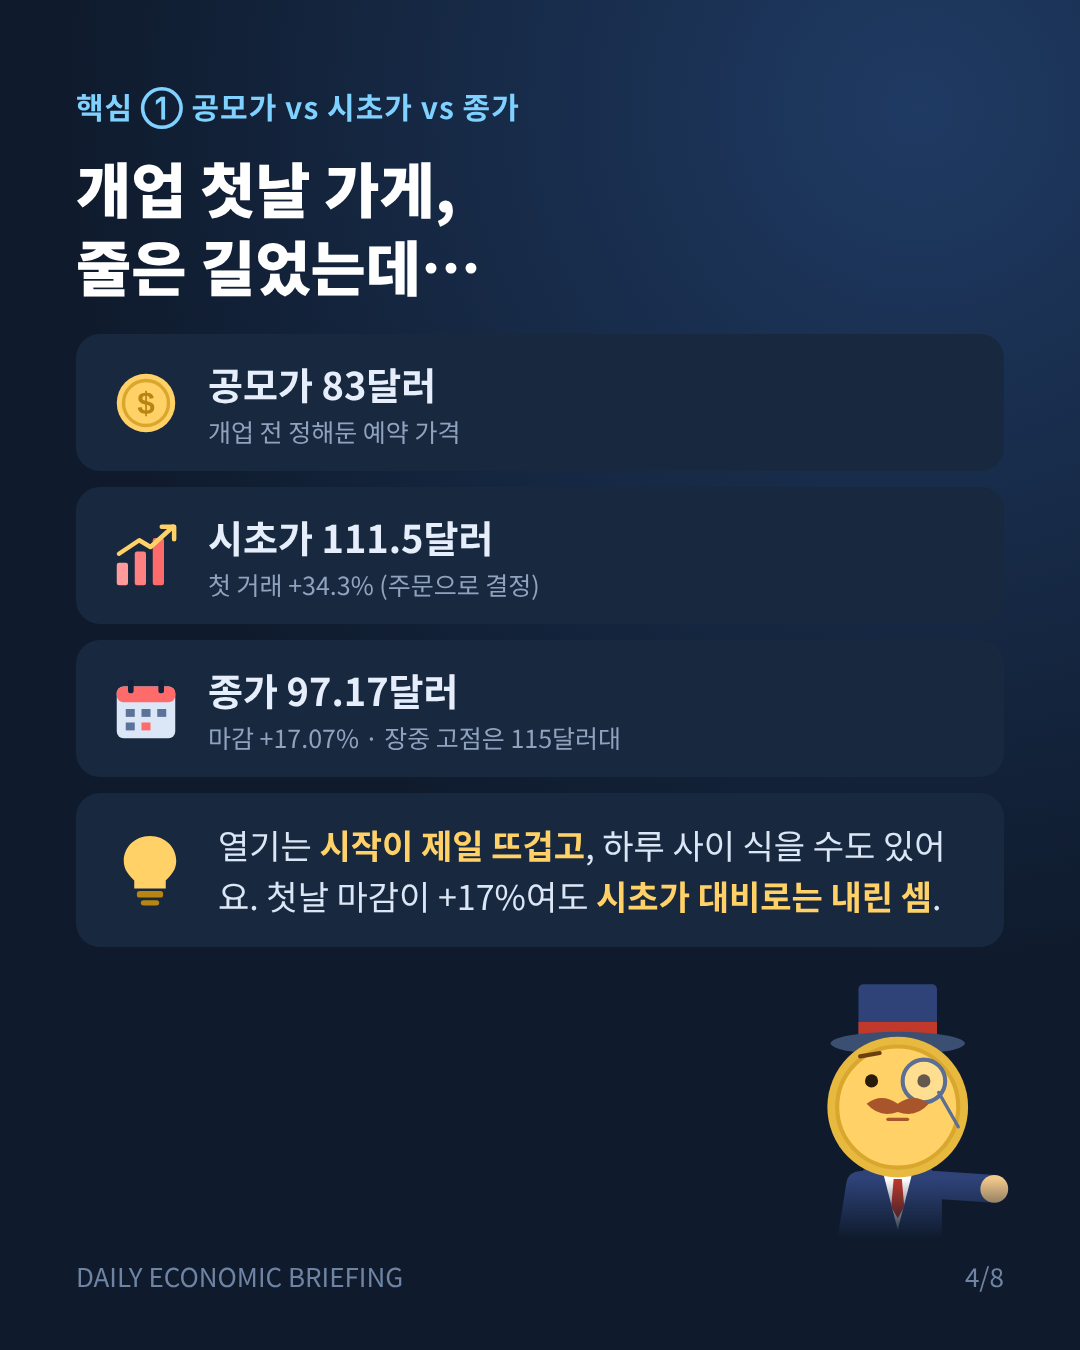 핵심 ① 공모가 vs 시초가 vs 종가
개업 첫날 가게,
줄은 길었는데…
$
공모가 83달러
개업 전 정해둔 예약 가격
시초가 111.5달러
첫 거래 +34.3% (주문으로 결정)
종가 97.17달러
마감 +17.07% · 장중 고점은 115달러대
열기는 시작이 제일 뜨겁고, 하루 사이 식을 수도 있어
요. 첫날 마감이 +17%여도 시초가 대비로는 내린 셈.
DAILY ECONOMIC BRIEFING
4/8